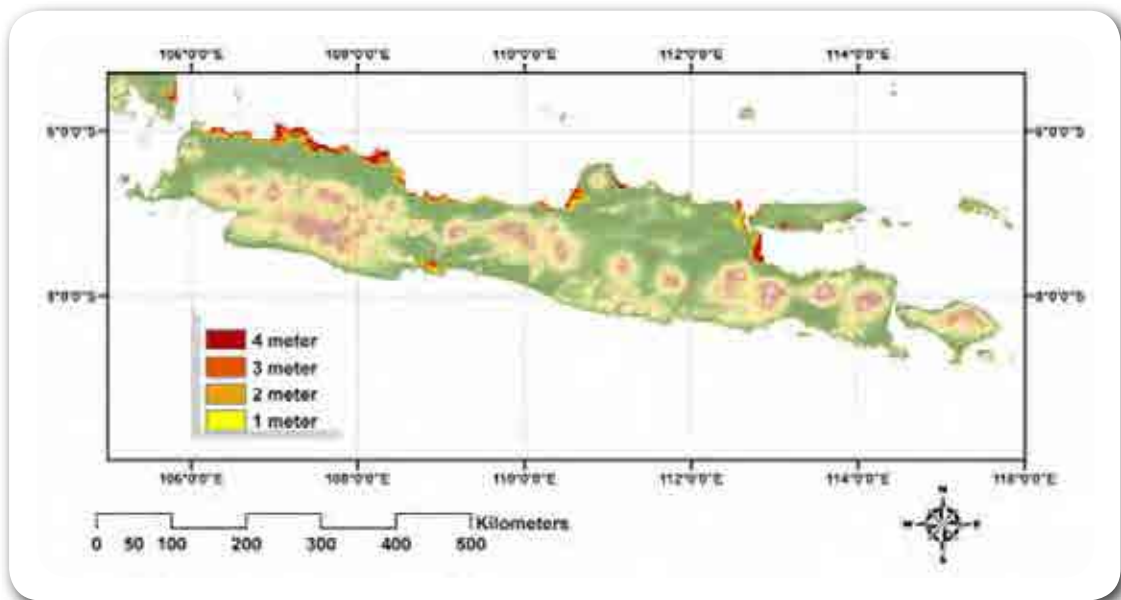 106°0'0"E 108°0'0"E 110°0'0"E 112°0'0"E 114°0'0"E
6°0'0"S 6°0'0"S
8°0'0"S 8°0'0"S
4 meter
3 meter
2 meter
1 meter
106°0'0"E 108°0'0"E 110°0'0"E 112°0'0"E 114°0'0"E 116°0'0"E
N
W E
S
Kilometers
0 50 100 200 300 400 500